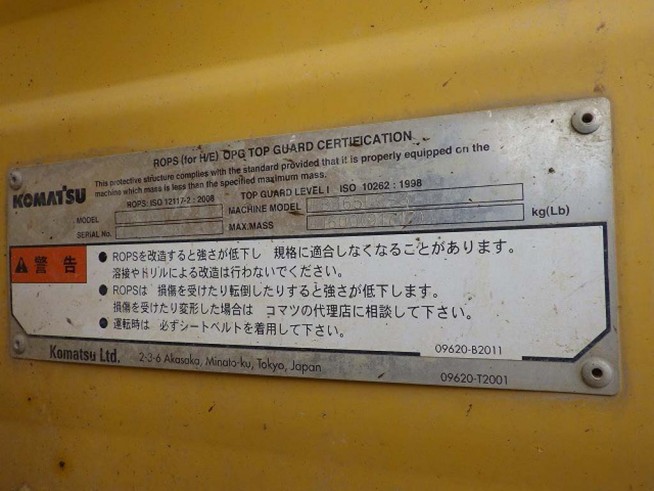 ROPS (for H/E) OPG TOP GUARD CERTIFICATION
This protective structure complies with the standard provided that it is properly equipped on the
machine which mass is less than the specified maximum mass.
KOMATSU
ROPS: ISO 12117-2 : 2008
TOP GUARD LEVEL I ISO 10262 : 1998
MODEL
MACHINE MODEL
SERIAL No.
MAX.MASS
kg(Lb)
警告
● ROPSを改造すると強さが低下し 規格に適合しなくなることがあります。
溶接やドリルによる改造は行わないでください。
● ROPSは 損傷を受けたり転倒したりすると強さが低下します。
損傷を受けたり変形した場合は コマツの代理店に相談して下さい。
● 運転時は 必ずシートベルトを着用して下さい。
09620-B2011
Komatsu Ltd.
2-3-6 Akasaka, Minato-ku, Tokyo, Japan
09620-T2001